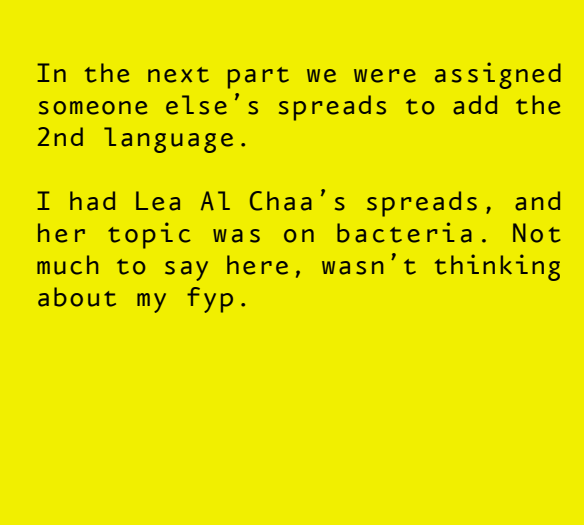 In the next part we were assigned
someone else’s spreads to add the
2nd language.
I had Lea Al Chaa’s spreads, and
her topic was on bacteria. Not
much to say here, wasn’t thinking
about my fyp.